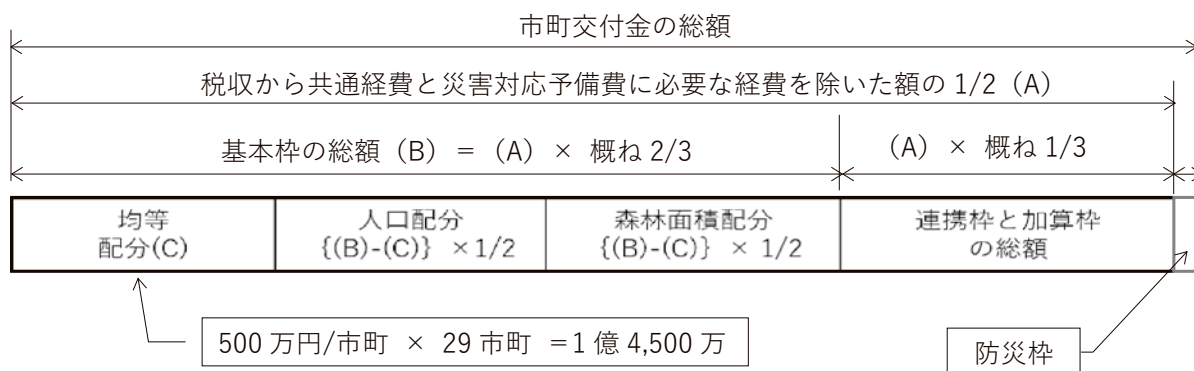 市町交付金の総額
税収から共通経費と災害対応予備費に必要な経費を除いた額の 1/2（A）
基本枠の総額（B） ＝ （A）× 概ね 2/3
（A）× 概ね 1/3
均等
配分(C)
人口配分
{(B)-(C)} ×1/2
森林面積配分
{(B)-(C)} × 1/2
連携枠と加算枠
の総額
500 万円/市町 × 29 市町 ＝1 億 4,500 万
防災枠